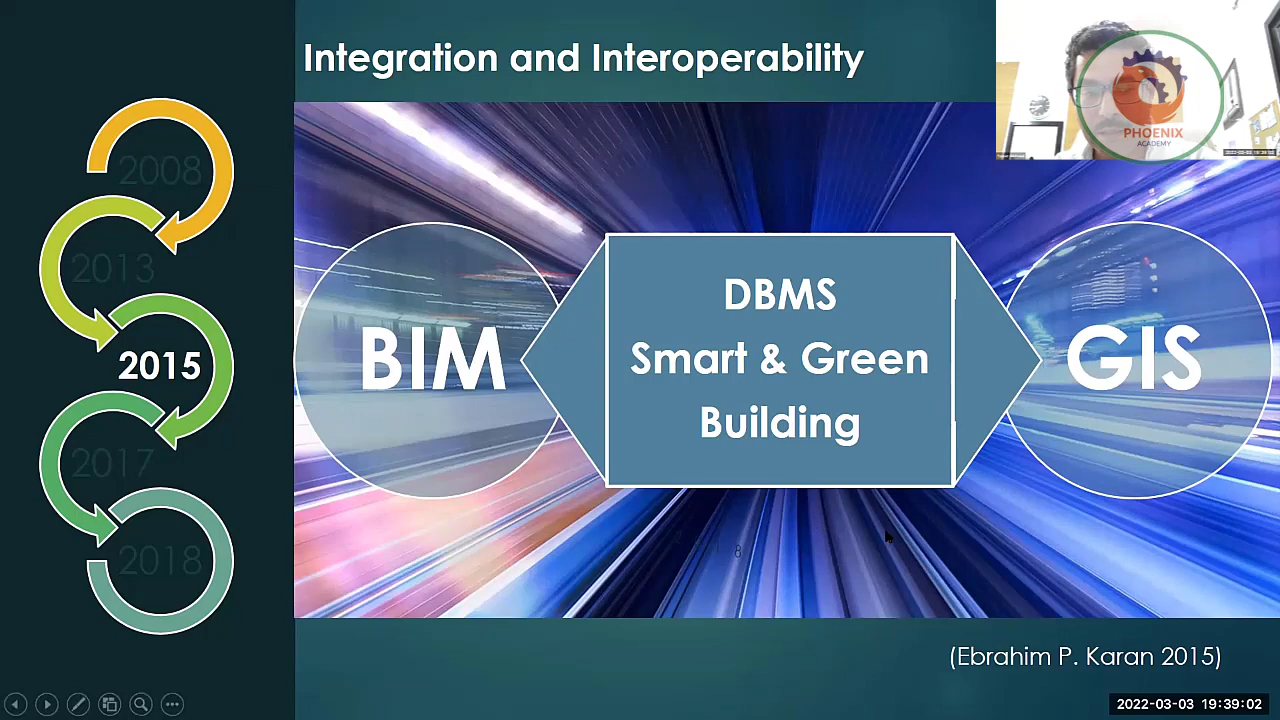 Integration and Interoperability
PHOENIX
ACADEMY
2008
2013
2015
2017
2018
BIM
DBMS
Smart & Green
Building
GIS
8
(Ebrahim P. Karan 2015)
2022-03-03 19:39:02